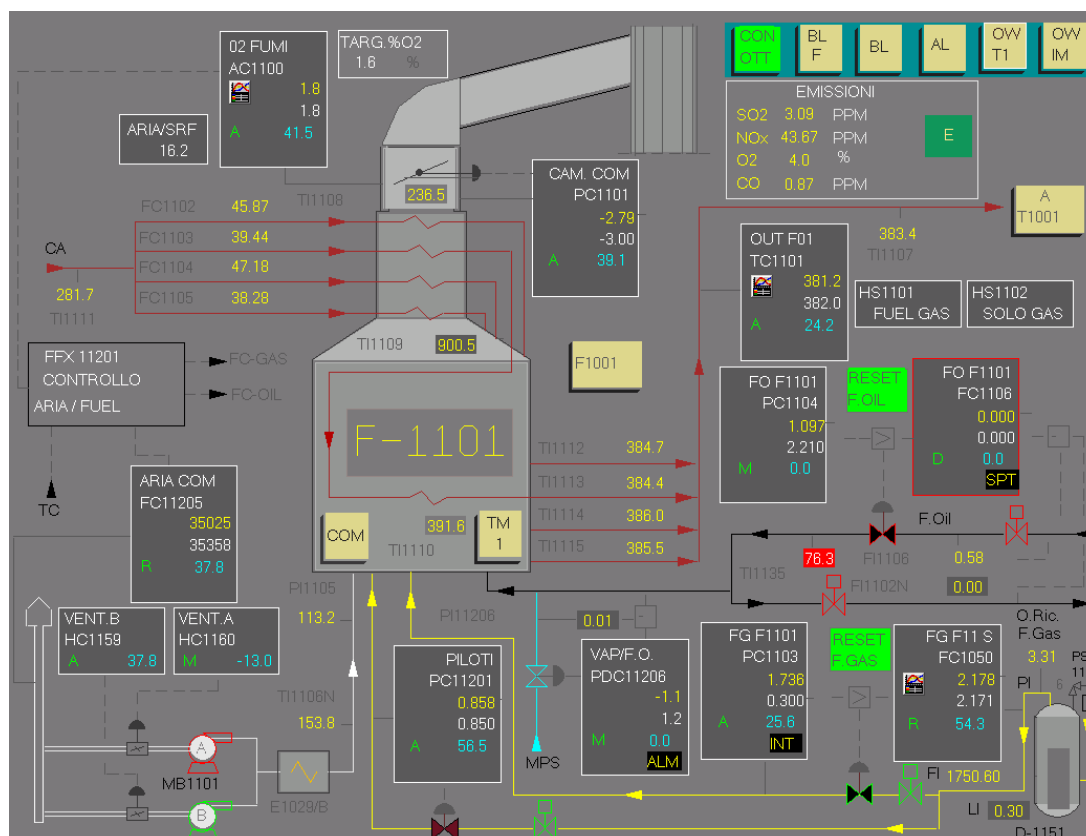 02 FUMI
AC1100
1.8
1.8
A 41.5
TARG.%O2
1.6 %
CON
OTT
BL
F
BL
AL
OW
T1
OW
IM
EMISSIONI
SO2 3.09 PPM
NOx 43.67 PPM
O2 4.0 %
CO 0.87 PPM
E
ARIA/SRF
16.2
TI1108
236.5
CAM. COM
PC1101
-2.79
-3.00
A 39.1
A
T1001
FC1102 45.87
FC1103 39.44
FC1104 47.18
FC1105 38.28
CA
281.7
TI1111
383.4
TI1107
OUT F01
TC1101
381.2
382.0
A 24.2
HS1101
FUEL GAS
HS1102
SOLO GAS
TI1109
900.5
FFX 11201
CONTROLLO
ARIA / FUEL
FC-GAS
FC-OIL
F1001
FO F1101
PC1104
1.097
2.210
M 0.0
RESET
F.OIL
FO F1101
FC1106
0.000
0.000
D 0.0
SPT
F-1101
TI1112 384.7
TI1113 384.4
TI1114 386.0
TI1115 385.5
TC
ARIA COM
FC11205
35025
35358
R 37.8
COM
391.6
TM
1
TI1110
F.Oil
76.3
FI1106
0.58
TI1135
FI1102N
0.00
PI1105
113.2
PI11206
0.01
VENT.B
HC1159
A 37.8
VENT.A
HC1160
M -13.0
O.Ric.
F.Gas
3.31
PI
6
PS
11
PILOTI
PC11201
0.858
0.850
A 56.5
VAP/F.O.
PDC11206
-1.1
1.2
M 0.0
ALM
FG F1101
PC1103
1.736
0.300
A 25.6
INT
RESET
F.GAS
FG F11 S
FC1050
2.178
2.171
R 54.3
TI1106N
153.8
A
MB1101
B
E1029/B
MPS
FI 1750.60
LI 0.30
D-1151